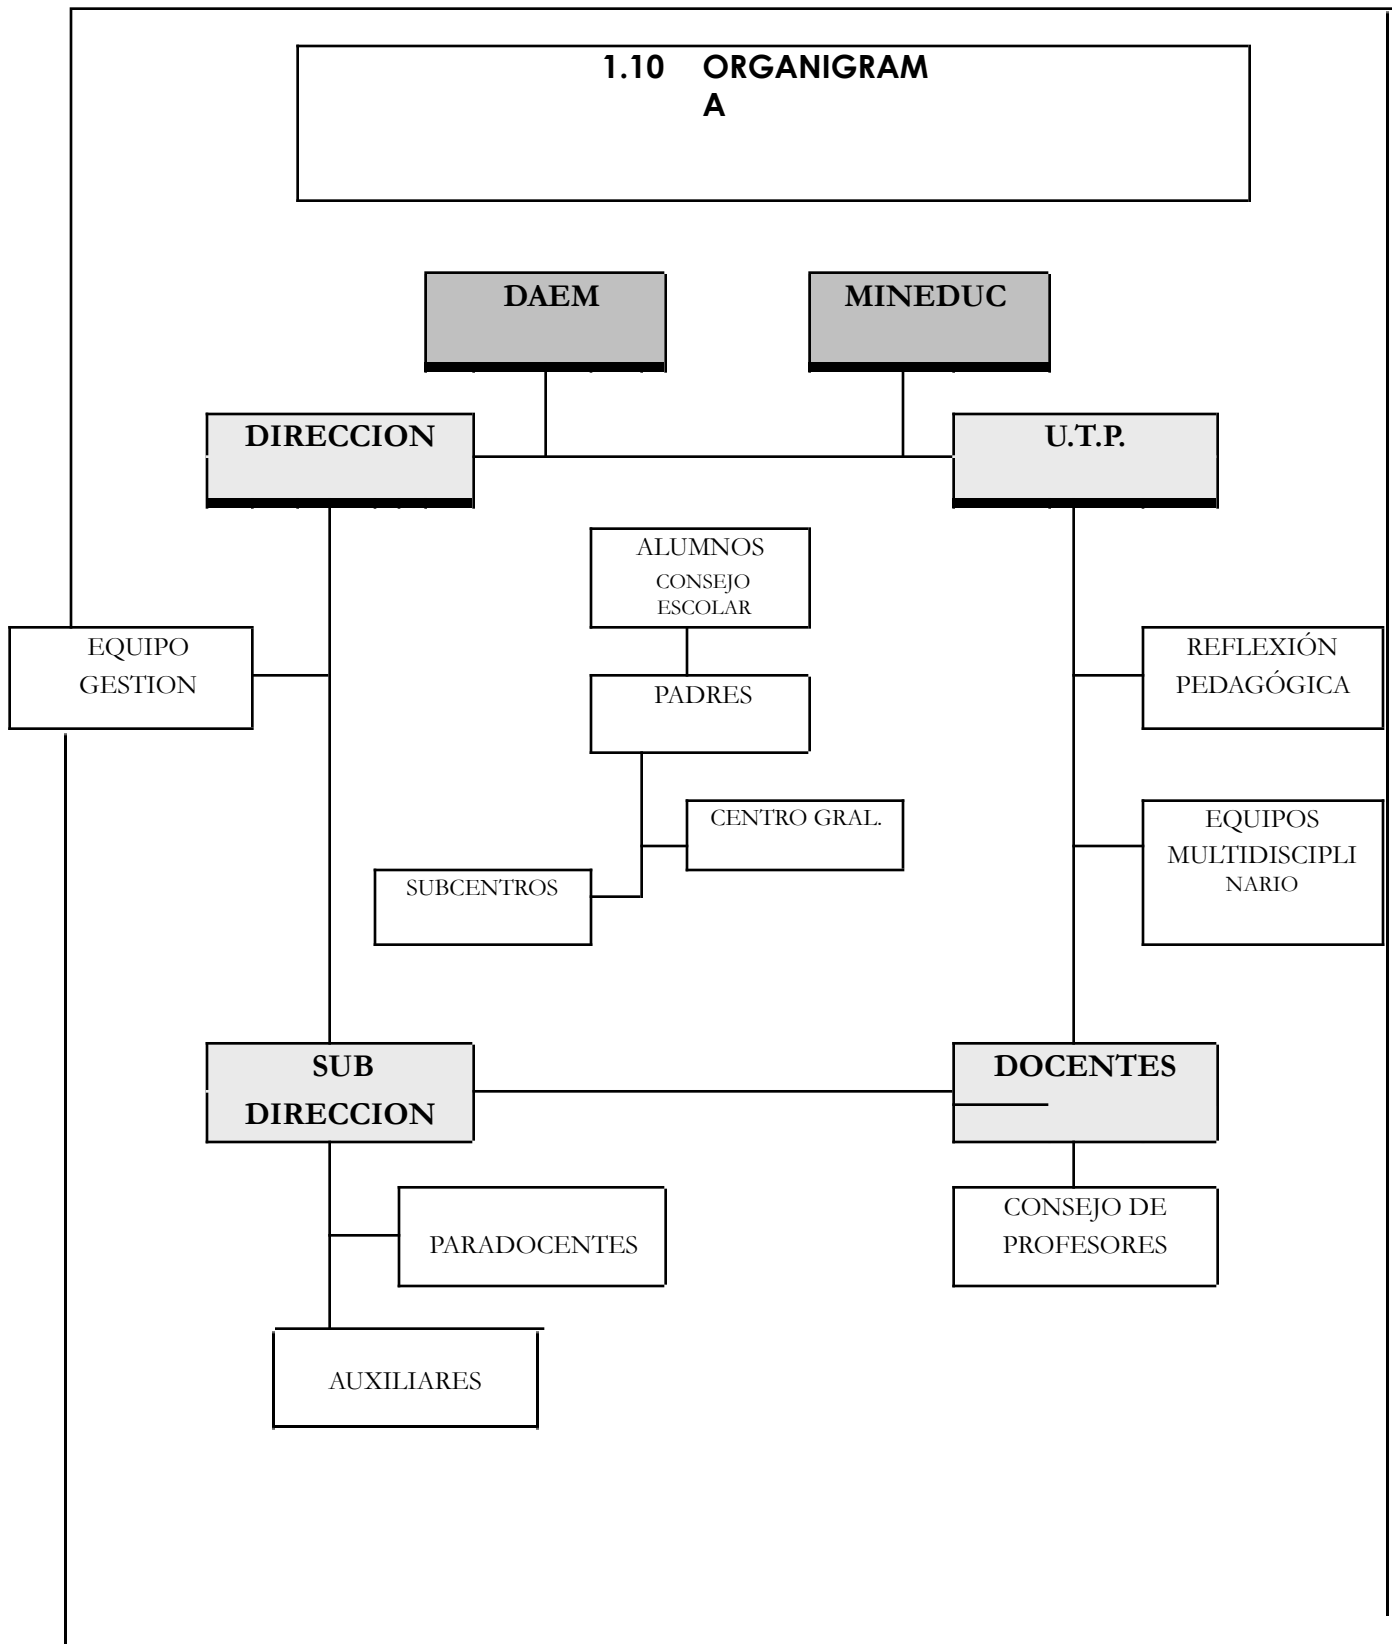 1.10 ORGANIGRAM
A
DAEM
MINEDUC
DIRECCION
U.T.P.
ALUMNOS
CONSEJO
ESCOLAR
EQUIPO
GESTION
REFLEXIÓN
PEDAGÓGICA
PADRES
CENTRO GRAL.
EQUIPOS
MULTIDISCIPLI
NARIO
SUBCENTROS
SUB
DIRECCION
DOCENTES
PARADOCENTES
CONSEJO DE
PROFESORES
AUXILIARES